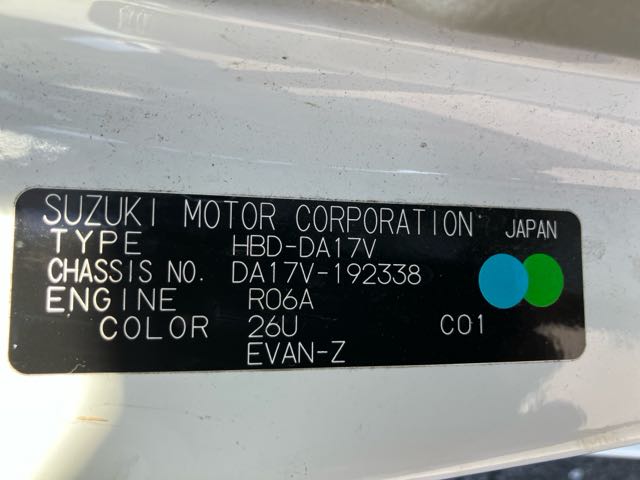 SUZUKI MOTOR CORPORATION JAPAN
TYPE HBD-DA17V
CHASSIS NO. DA17V-192338
ENGINE R06A
COLOR 26U C01
EVAN-Z